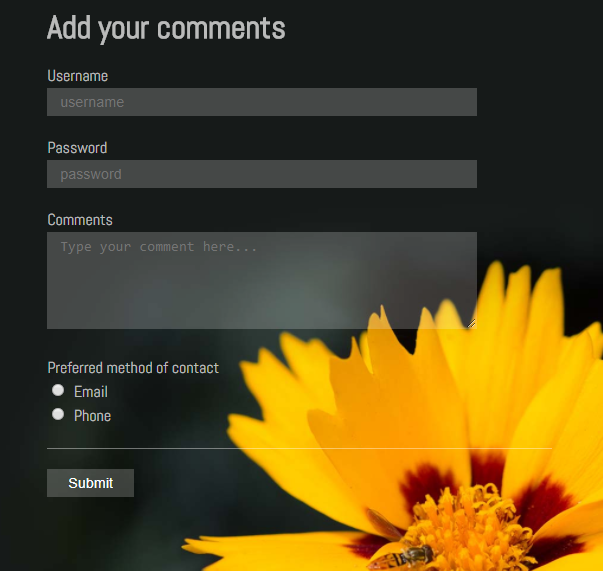 Add your comments
Username
username
Password
password
Comments
Type your comment here...
Preferred method of contact
Email
Phone
Submit